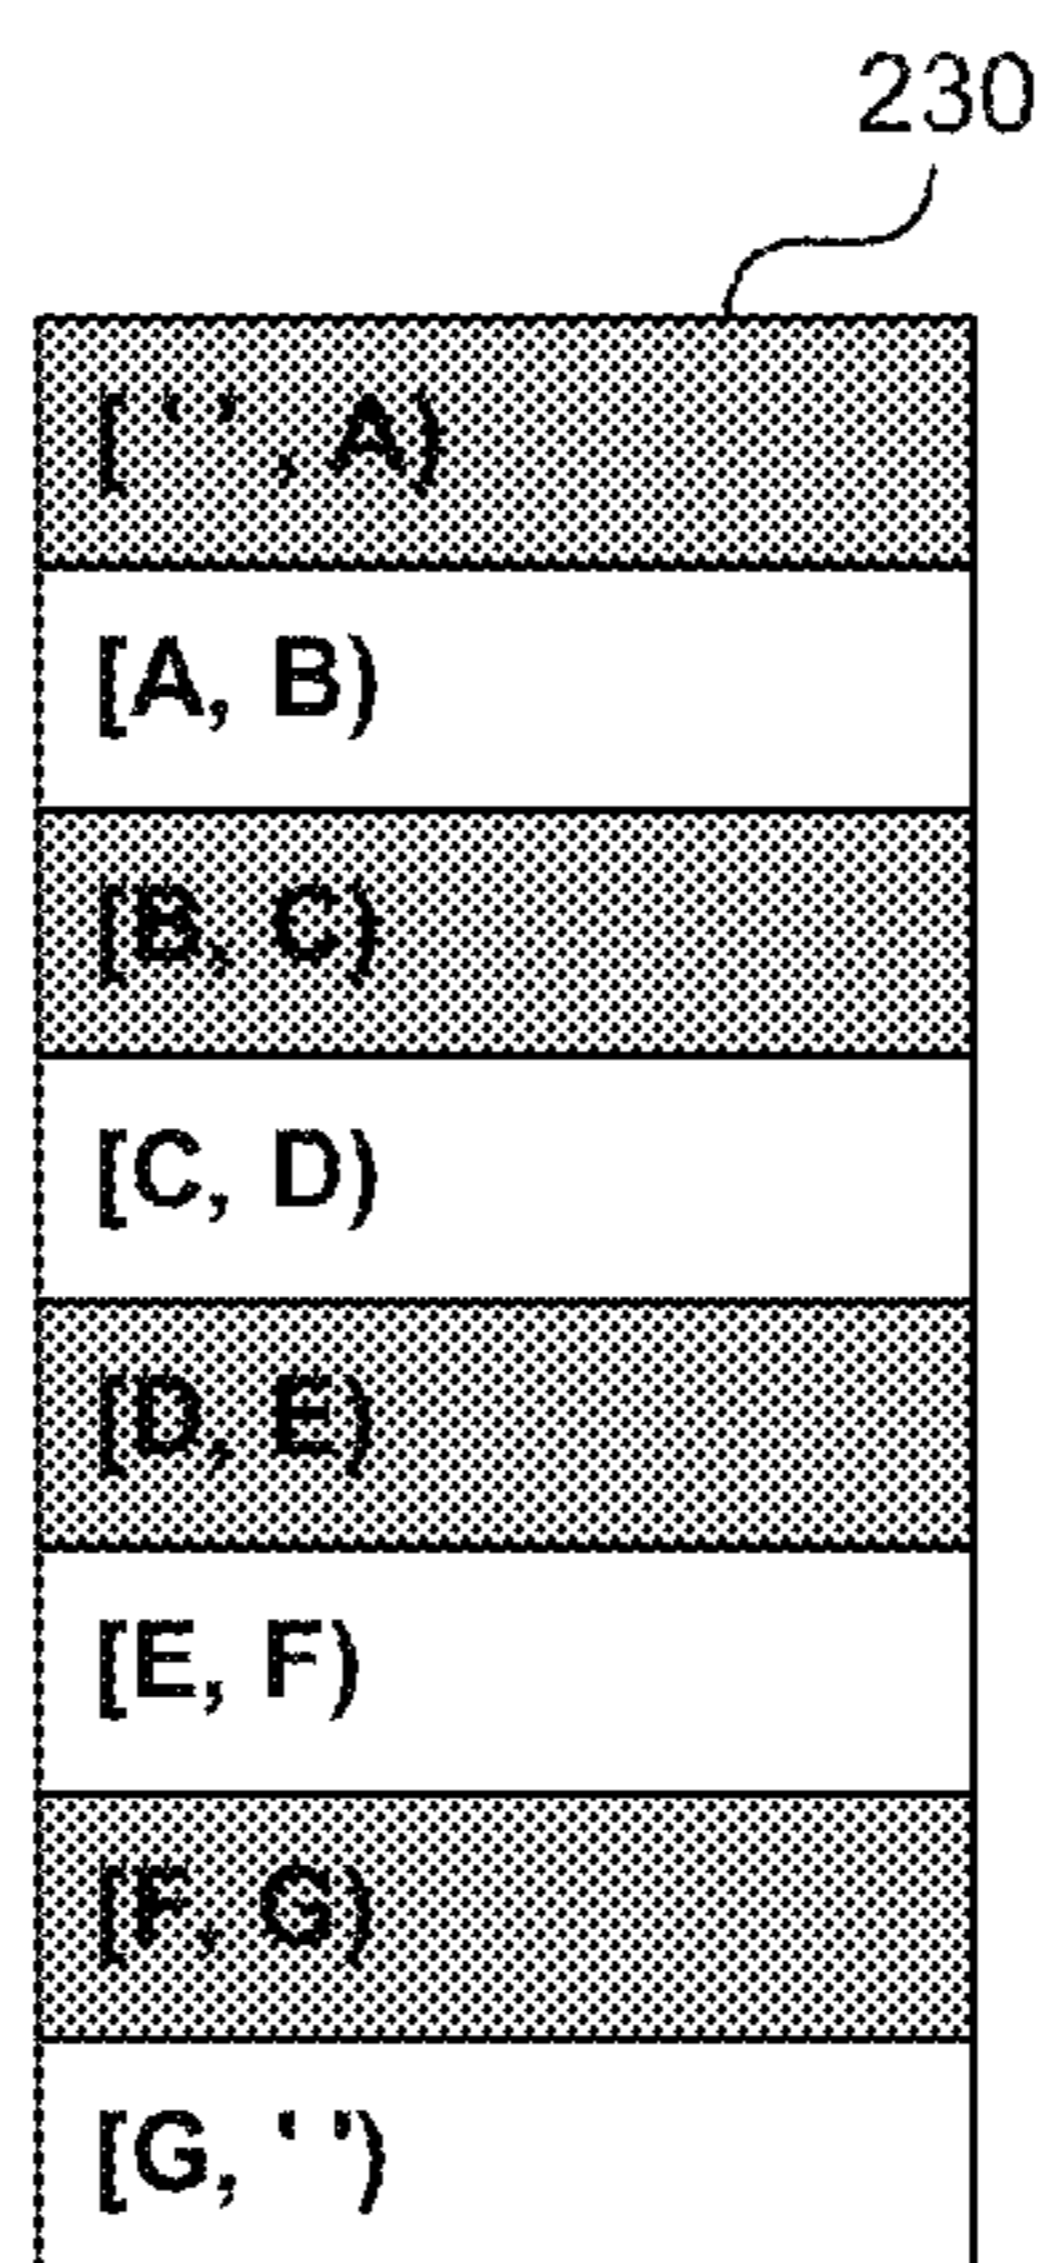 230
[ ‘ ’ , A)
[A, B)
[B, C)
[C, D)
[D, E)
[E, F)
[F, G)
[G, ‘ ’)